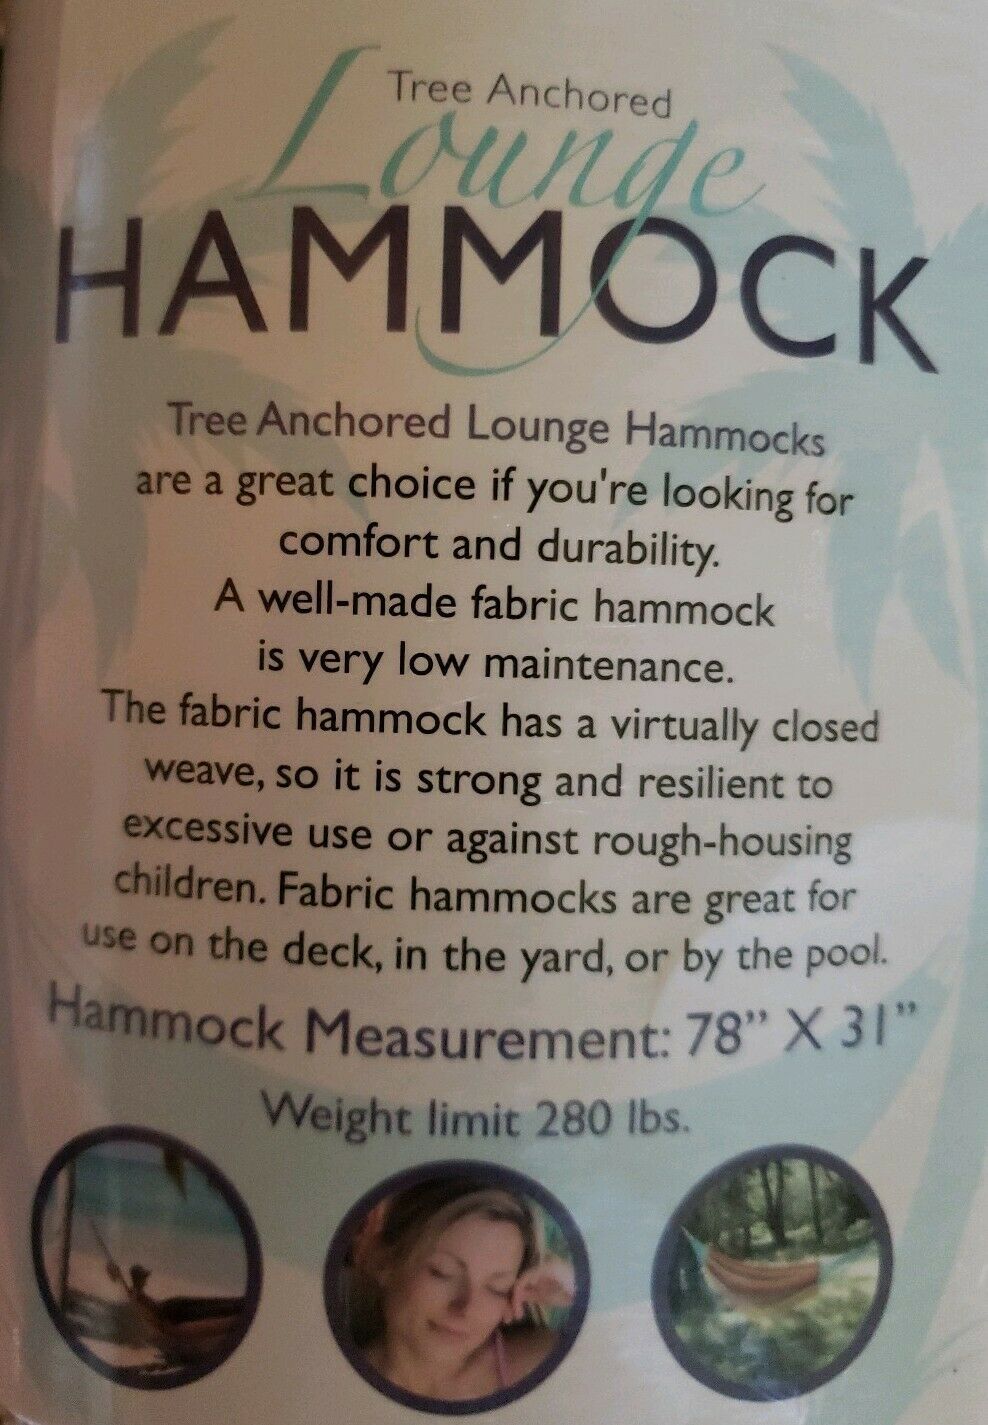 Tree Anchored
Lounge
HAMMOCK
Tree Anchored Lounge Hammocks
are a great choice if you're looking for
comfort and durability.
A well-made fabric hammock
is very low maintenance.
The fabric hammock has a virtually closed
weave, so it is strong and resilient to
excessive use or against rough-housing
children. Fabric hammocks are great for
use on the deck, in the yard, or by the pool.
Hammock Measurement: 78” X 31”
Weight limit 280 lbs.